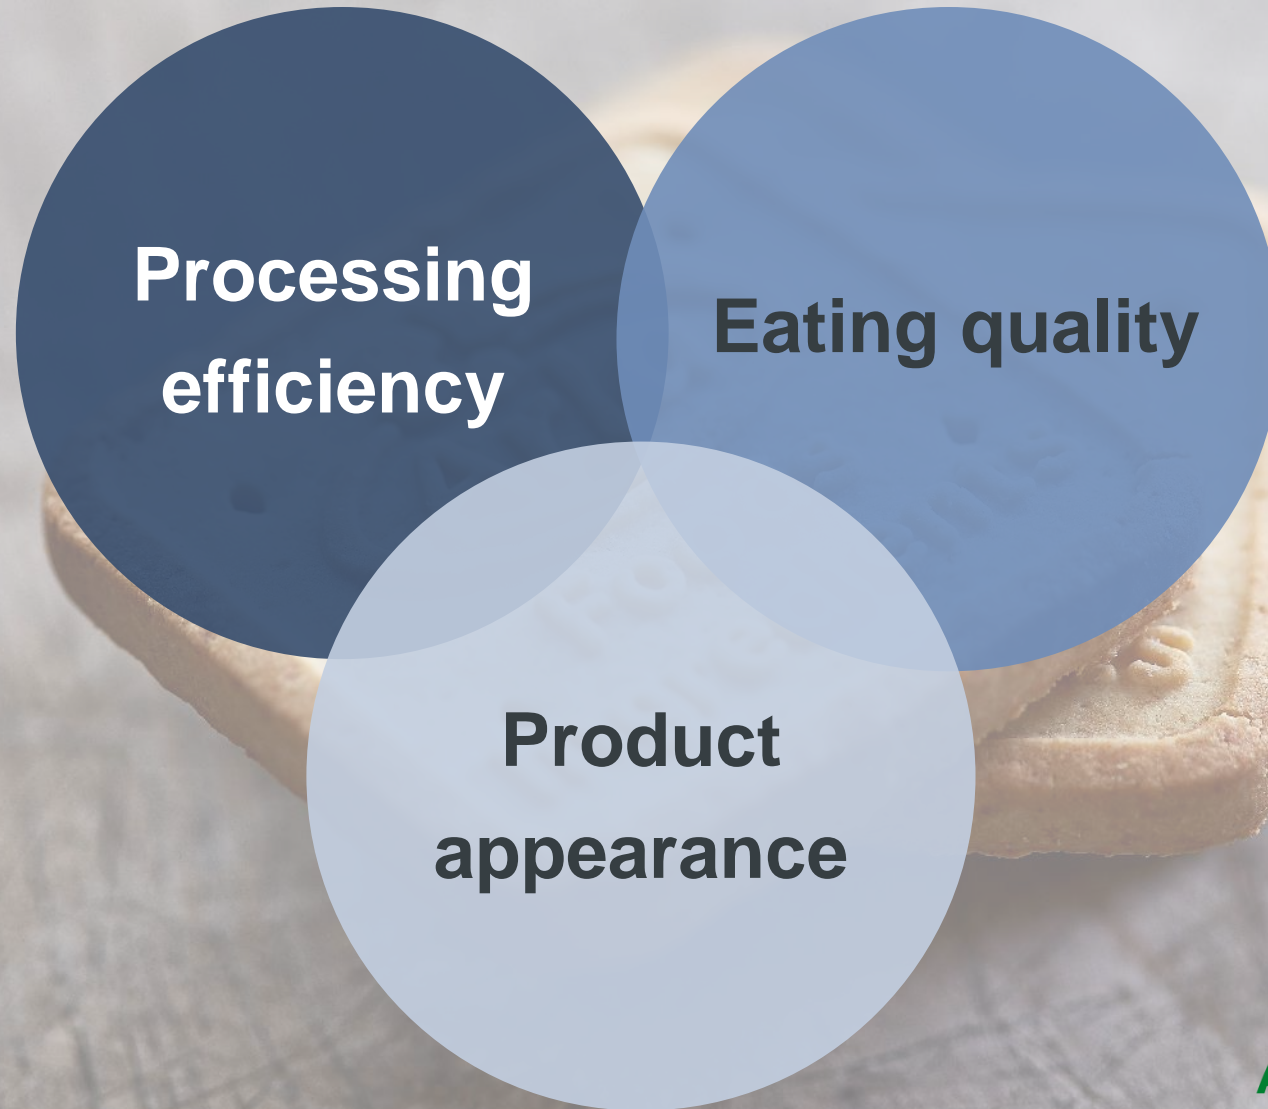 Processing
efficiency
Eating quality
Product
appearance